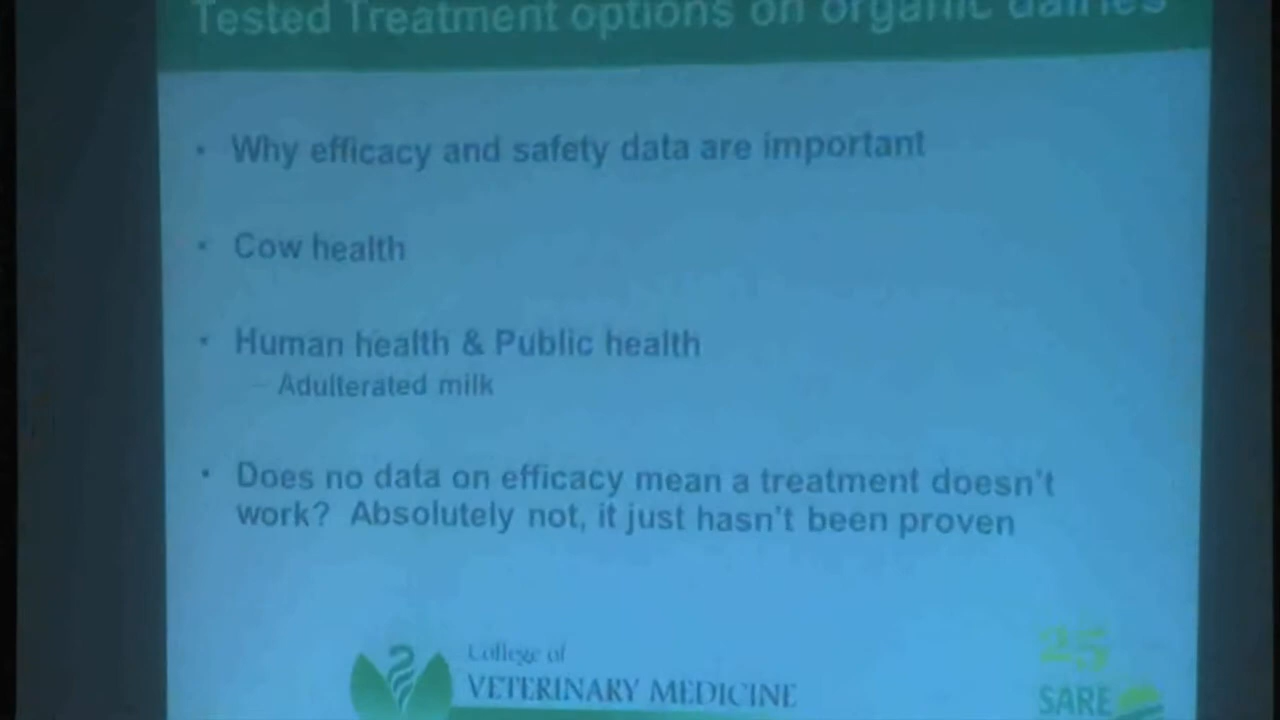 Tested Treatment options on organic dairies
• Why efficacy and safety data are important
• Cow health
• Human health & Public health
– Adulterated milk
• Does no data on efficacy mean a treatment doesn't
work? Absolutely not, it just hasn't been proven
College of
VETERINARY MEDICINE
25
SARE